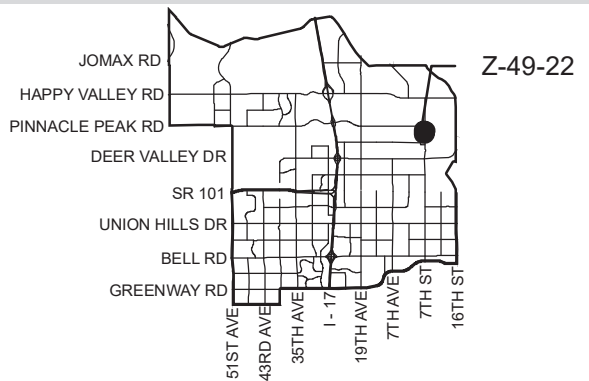 JOMAX RD
Z-49-22
HAPPY VALLEY RD
PINNACLE PEAK RD
DEER VALLEY DR
SR 101
UNION HILLS DR
BELL RD
GREENWAY RD
51ST AVE
43RD AVE
35TH AVE
I - 17
19TH AVE
7TH AVE
7TH ST
16TH ST